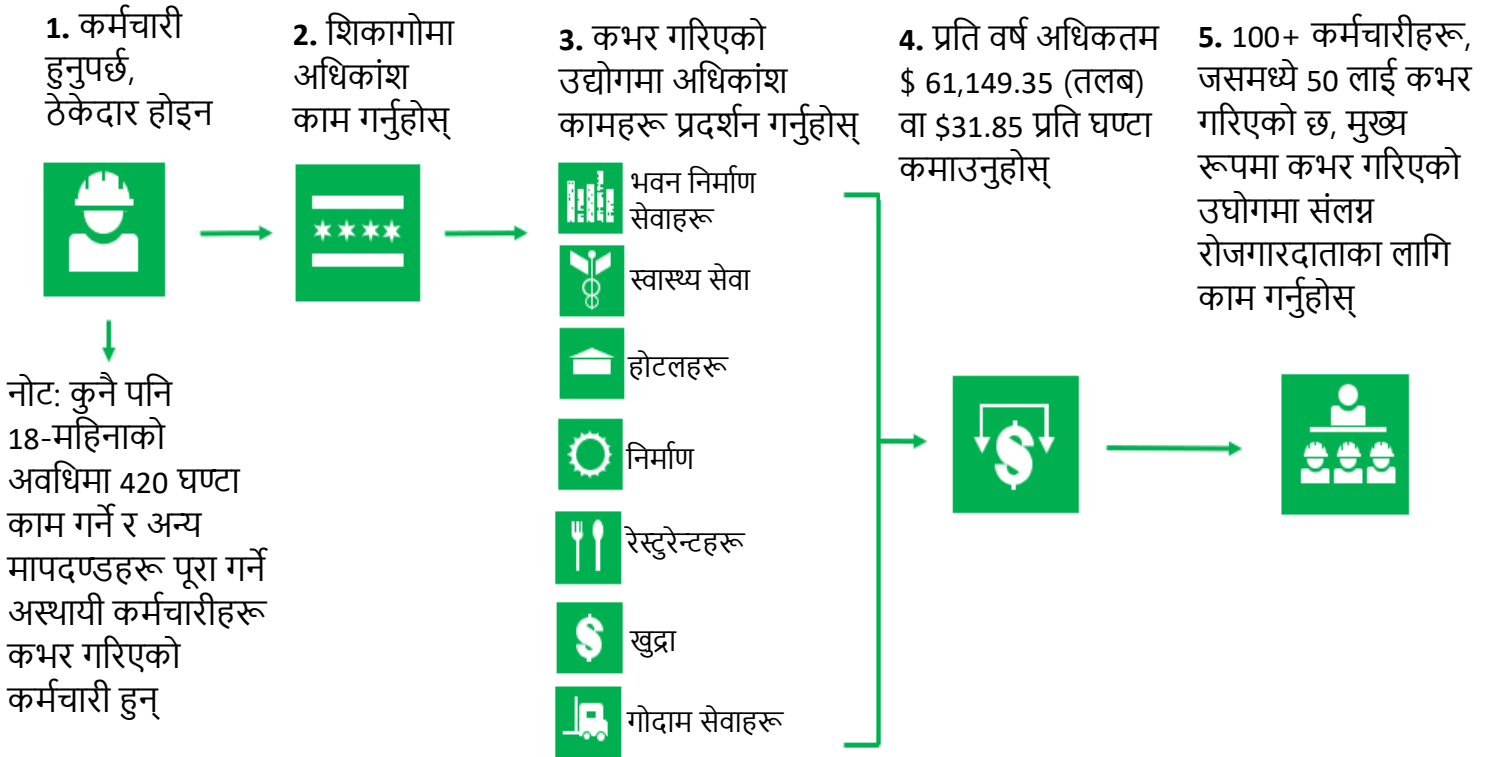 1. कर्मचारी
हुनुपर्छ,
ठेकेदार होइन
नोट: कुनै पनि
18-महिनाको
अवधिमा 420 घण्टा
काम गर्ने र अन्य
मापदण्डहरू पूरा गर्ने
अस्थायी कर्मचारीहरू
कभर गरिएको
कर्मचारी हुन्
2. शिकागोमा
अधिकांश
काम गर्नुहोस्
3. कभर गरिएको
उद्योगमा अधिकांश
कामहरू प्रदर्शन गर्नुहोस्
भवन निर्माण
सेवाहरू
स्वास्थ्य सेवा
होटलहरू
निर्माण
रेस्टुरेन्टहरू
खुद्रा
गोदाम सेवाहरू
4. प्रति वर्ष अधिकतम
$ 61,149.35 (तलब)
वा $31.85 प्रति घण्टा
कमाउनुहोस्
5. 100+ कर्मचारीहरू,
जसमध्ये 50 लाई कभर
गरिएको छ, मुख्य
रूपमा कभर गरिएको
उघोगमा संलग्न
रोजगारदाताका लागि
काम गर्नुहोस्